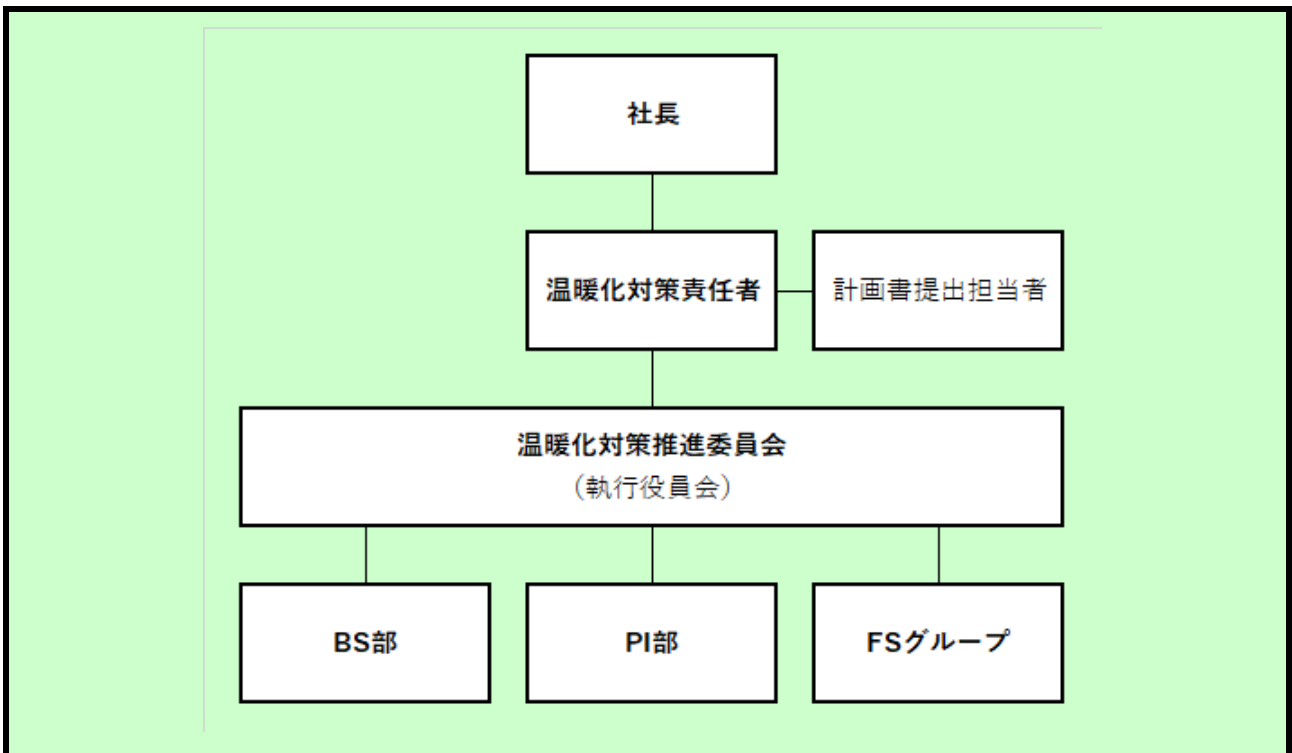 社長
温暖化対策責任者
計画書提出担当者
温暖化対策推進委員会
（執行役員会）
BS部
PI部
FSグループ